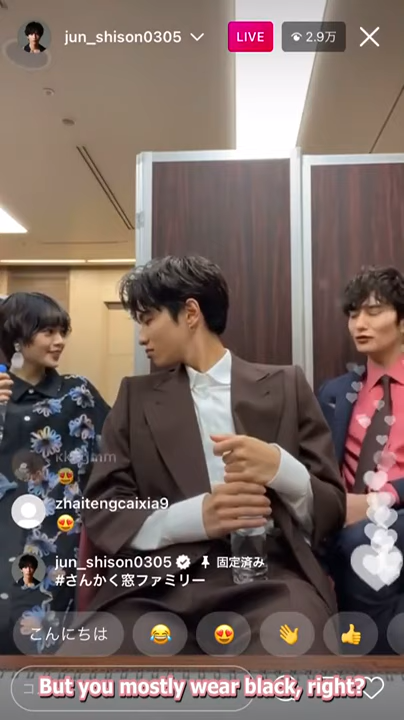 jun_shison0305
LIVE
2.9万
zhaitengcaixia9
😍
jun_shison0305 固定済み
#さんかく窓ファミリー
こんにちは 😂 😍 👋 👍
But you mostly wear black, right?